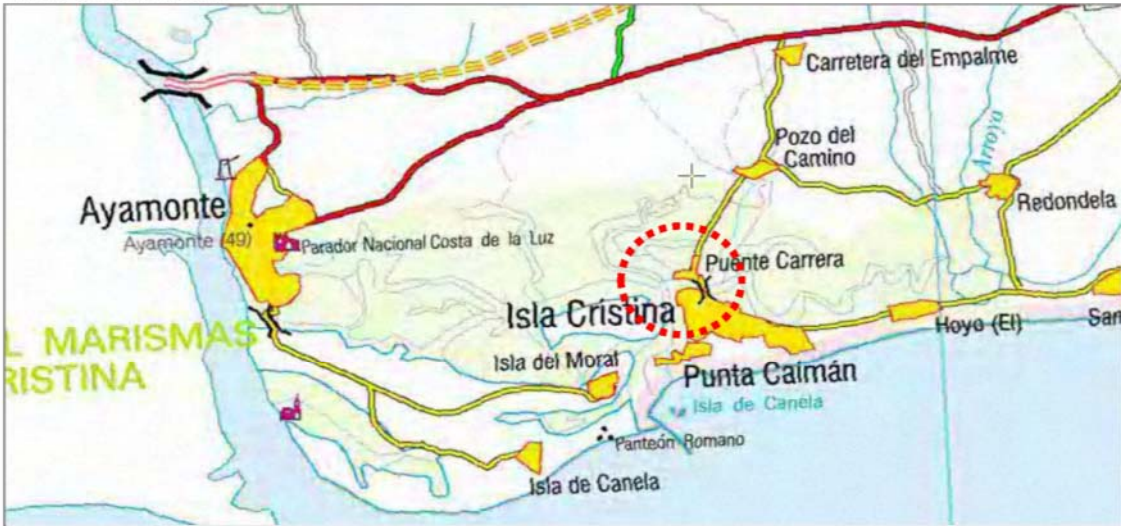 Carretera del Empalme
Pozo del
Camino
Arroyo
Redondela
Ayamonte
Ayamonte (49)
Parador Nacional Costa de la Luz
Puente Carrera
Isla Cristina
Hoyo (El)
San
L MARISMAS
RISTINA
Isla del Moral
Punta Caimán
Isla de Canela
Panteón Romano
Isla de Canela